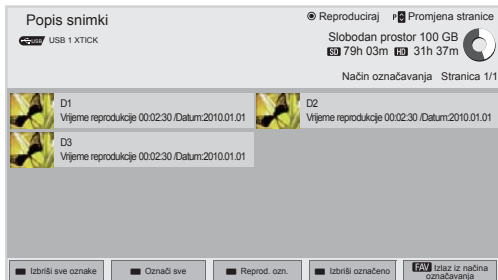 Popis snimki
Reproduciraj
P Promjena stranice
USB
USB 1 XTICK
Slobodan prostor 100 GB
SD 79h 03m HD 31h 37m
Način označavanja Stranica 1/1
D1
Vrijeme reprodukcije 00:02:30 /Datum:2010.01.01
D2
Vrijeme reprodukcije 00:02:30 /Datum:2010.01.01
D3
Vrijeme reprodukcije 00:02:30 /Datum:2010.01.01
Izbriši sve oznake
Označi sve
Reprod. ozn.
Izbriši označeno
FAV Izlaz iz načina
označavanja